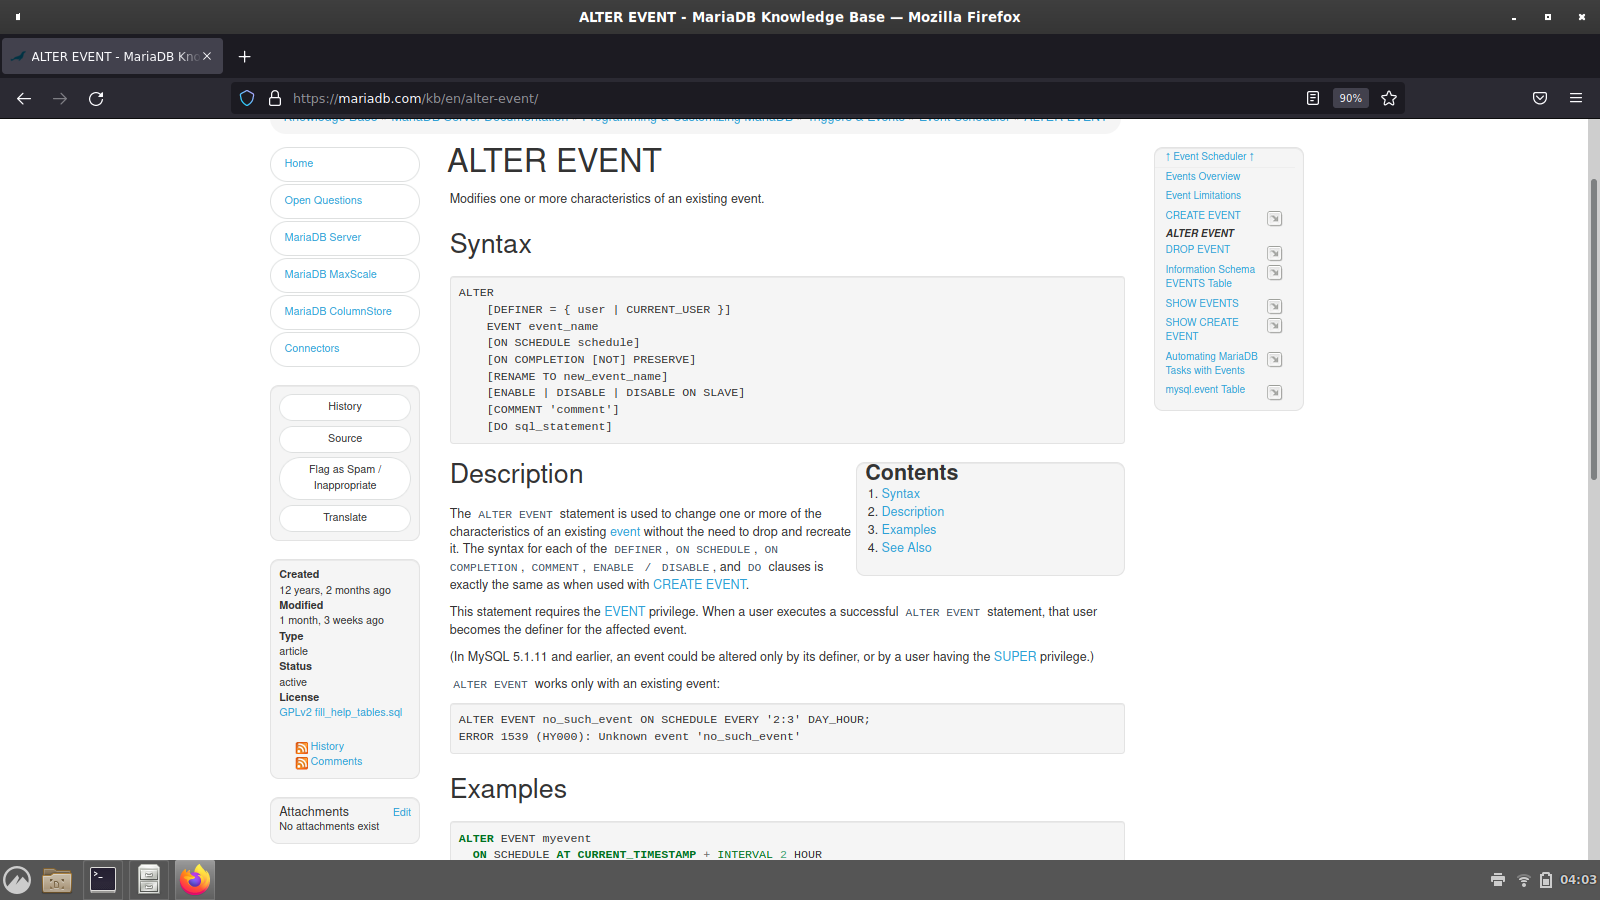 ALTER EVENT - MariaDB Knowledge Base — Mozilla Firefox
ALTER EVENT - MariaDB Kno
https://mariadb.com/kb/en/alter-event/
90%
Knowledge Base » MariaDB Server Documentation » Programming & Customizing MariaDB » Triggers & Events » Event Scheduler » ALTER EVENT
Home
Open Questions
MariaDB Server
MariaDB MaxScale
MariaDB ColumnStore
Connectors
History
Source
Flag as Spam /
Inappropriate
Translate
Created
12 years, 2 months ago
Modified
1 month, 3 weeks ago
Type
article
Status
active
License
GPLv2 fill_help_tables.sql
History
Comments
Attachments Edit
No attachments exist
ALTER EVENT
Modifies one or more characteristics of an existing event.
Syntax
ALTER
[DEFINER = { user | CURRENT_USER }]
EVENT event_name
[ON SCHEDULE schedule]
[ON COMPLETION [NOT] PRESERVE]
[RENAME TO new_event_name]
[ENABLE | DISABLE | DISABLE ON SLAVE]
[COMMENT 'comment']
[DO sql_statement]
Description
The ALTER EVENT statement is used to change one or more of the
characteristics of an existing event without the need to drop and recreate
it. The syntax for each of the DEFINER, ON SCHEDULE, ON
COMPLETION, COMMENT, ENABLE / DISABLE, and DO clauses is
exactly the same as when used with CREATE EVENT.
Contents
1. Syntax
2. Description
3. Examples
4. See Also
This statement requires the EVENT privilege. When a user executes a successful ALTER EVENT statement, that user
becomes the definer for the affected event.
(In MySQL 5.1.11 and earlier, an event could be altered only by its definer, or by a user having the SUPER privilege.)
ALTER EVENT works only with an existing event:
ALTER EVENT no_such_event ON SCHEDULE EVERY '2:3' DAY_HOUR;
ERROR 1539 (HY000): Unknown event 'no_such_event'
Examples
ALTER EVENT myevent
ON SCHEDULE AT CURRENT_TIMESTAMP + INTERVAL 2 HOUR
↑ Event Scheduler ↑
Events Overview
Event Limitations
CREATE EVENT
ALTER EVENT
DROP EVENT
Information Schema
EVENTS Table
SHOW EVENTS
SHOW CREATE
EVENT
Automating MariaDB
Tasks with Events
mysql.event Table
04:03